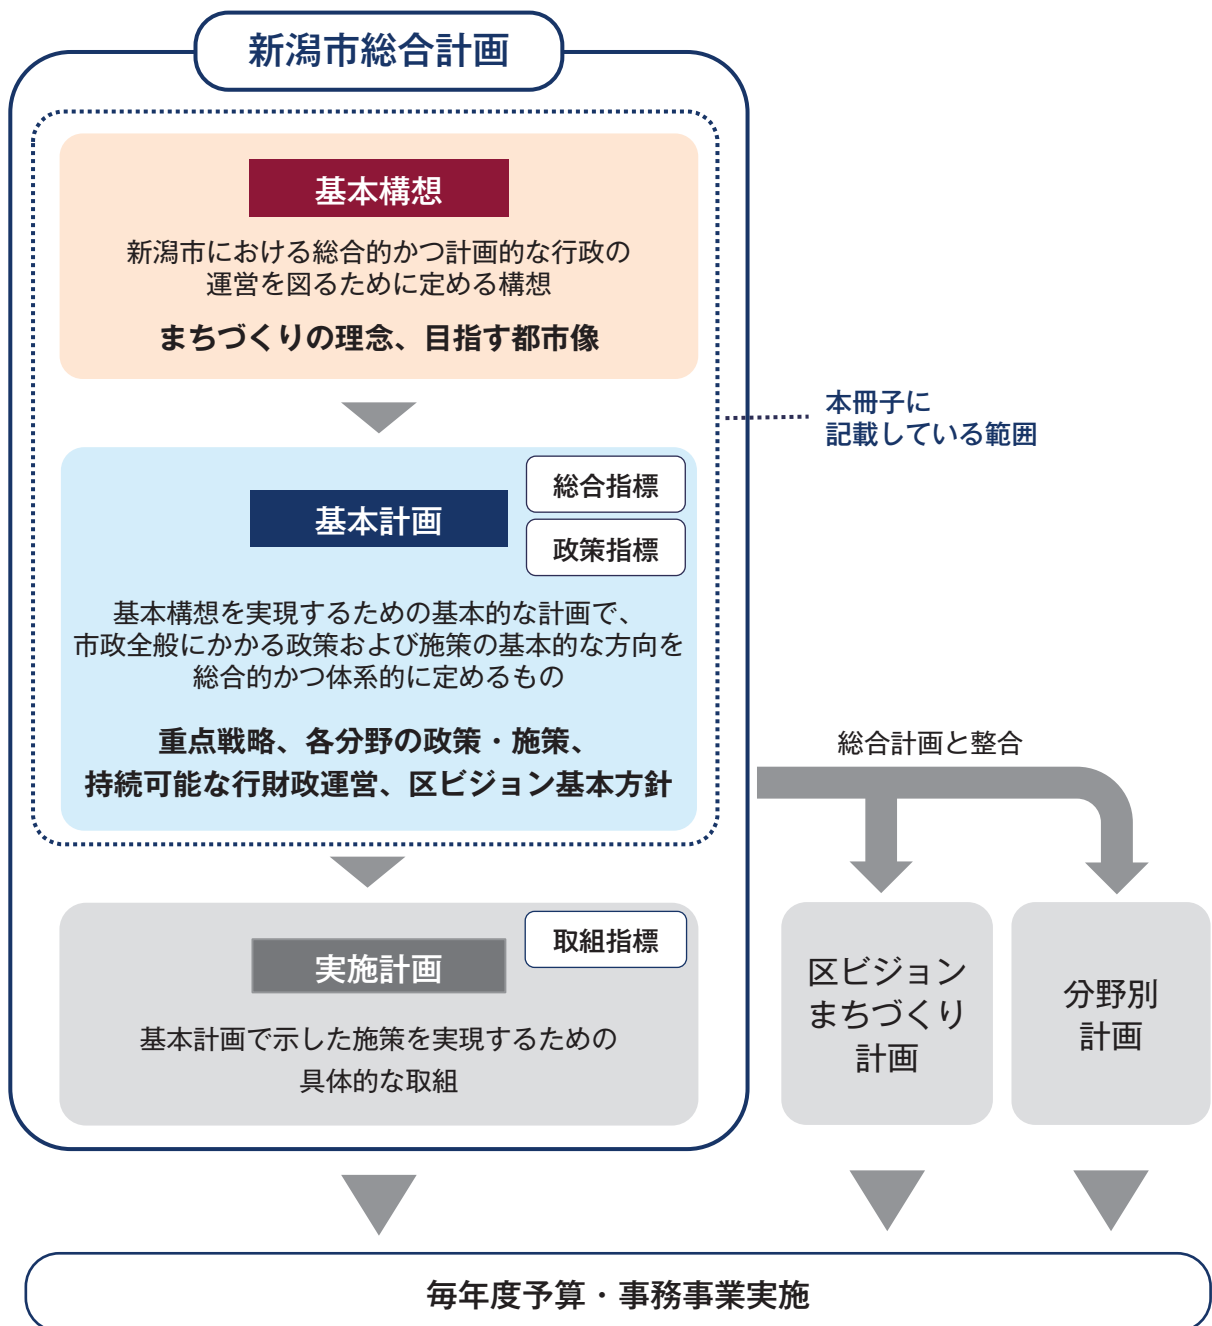 新潟市総合計画
基本構想
新潟市における総合的かつ計画的な行政の
運営を図るために定める構想
まちづくりの理念、目指す都市像
本冊子に
記載している範囲
総合指標
基本計画
政策指標
基本構想を実現するための基本的な計画で、
市政全般にかかる政策および施策の基本的な方向を
総合的かつ体系的に定めるもの
重点戦略、各分野の政策・施策、
持続可能な行財政運営、区ビジョン基本方針
総合計画と整合
取組指標
実施計画
基本計画で示した施策を実現するための
具体的な取組
区ビジョン
まちづくり
計画
分野別
計画
毎年度予算・事務事業実施